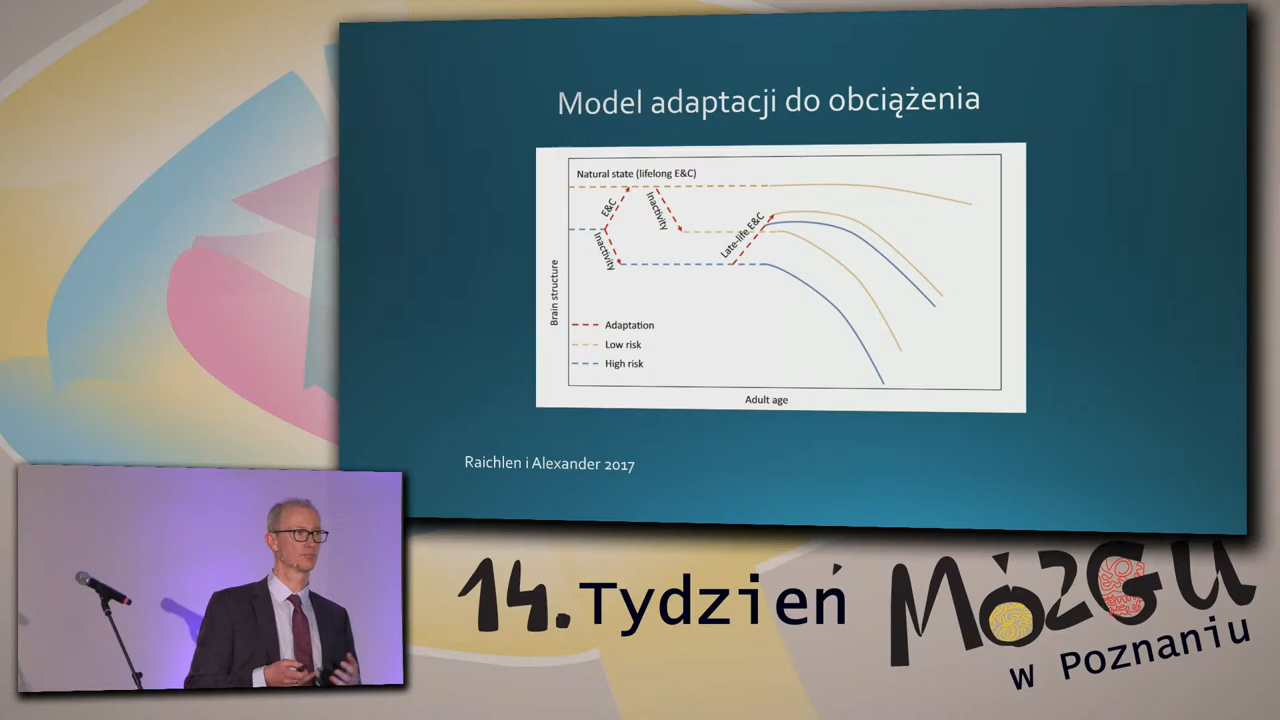 Model adaptacji do obciążenia
Natural state (lifelong E&C)
E&C
Inactivity
Inactivity
Late-life E&C
Brain structure
Adaptation
Low risk
High risk
Adult age
Raichlen i Alexander 2017
14. Tydzień
MÓZGU
w Poznaniu